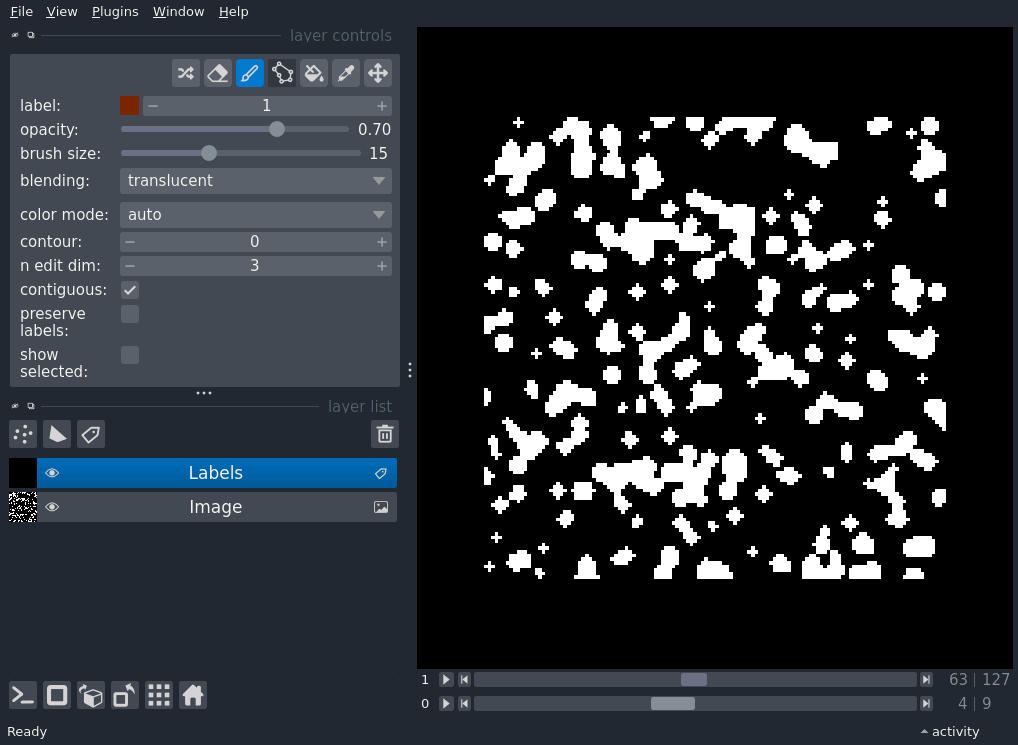 File View Plugins Window Help
layer controls
label: 1
opacity: 0.70
brush size: 15
blending: translucent
color mode: auto
contour: 0
n edit dim: 3
contiguous:
preserve
labels:
show
selected:
layer list
Labels
Image
1 63 | 127
0 4 | 9
Ready activity